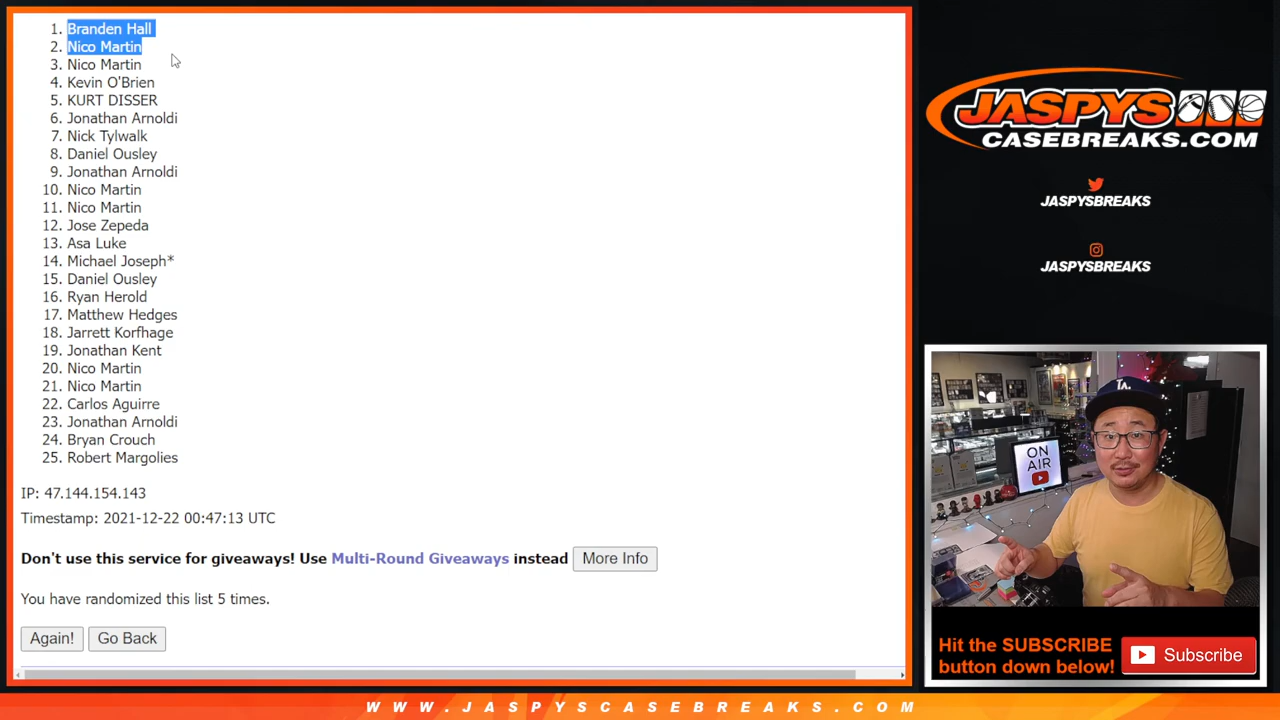 1. Branden Hall
2. Nico Martin
3. Nico Martin
4. Kevin O'Brien
5. KURT DISSER
6. Jonathan Arnoldi
7. Nick Tylwalk
8. Daniel Ousley
9. Jonathan Arnoldi
10. Nico Martin
11. Nico Martin
12. Jose Zepeda
13. Asa Luke
14. Michael Joseph*
15. Daniel Ousley
16. Ryan Herold
17. Matthew Hedges
18. Jarrett Korfhage
19. Jonathan Kent
20. Nico Martin
21. Nico Martin
22. Carlos Aguirre
23. Jonathan Arnoldi
24. Bryan Crouch
25. Robert Margolies
IP: 47.144.154.143
Timestamp: 2021-12-22 00:47:13 UTC
Don't use this service for giveaways! Use Multi-Round Giveaways instead More Info
You have randomized this list 5 times.
Again! Go Back
JASPYS
CASEBREAKS.COM
JASPYSBREAKS
JASPYSBREAKS
ON
AIR
Hit the SUBSCRIBE
button down below!
Subscribe
WWW.JASPYSCASEBREAKS.COM